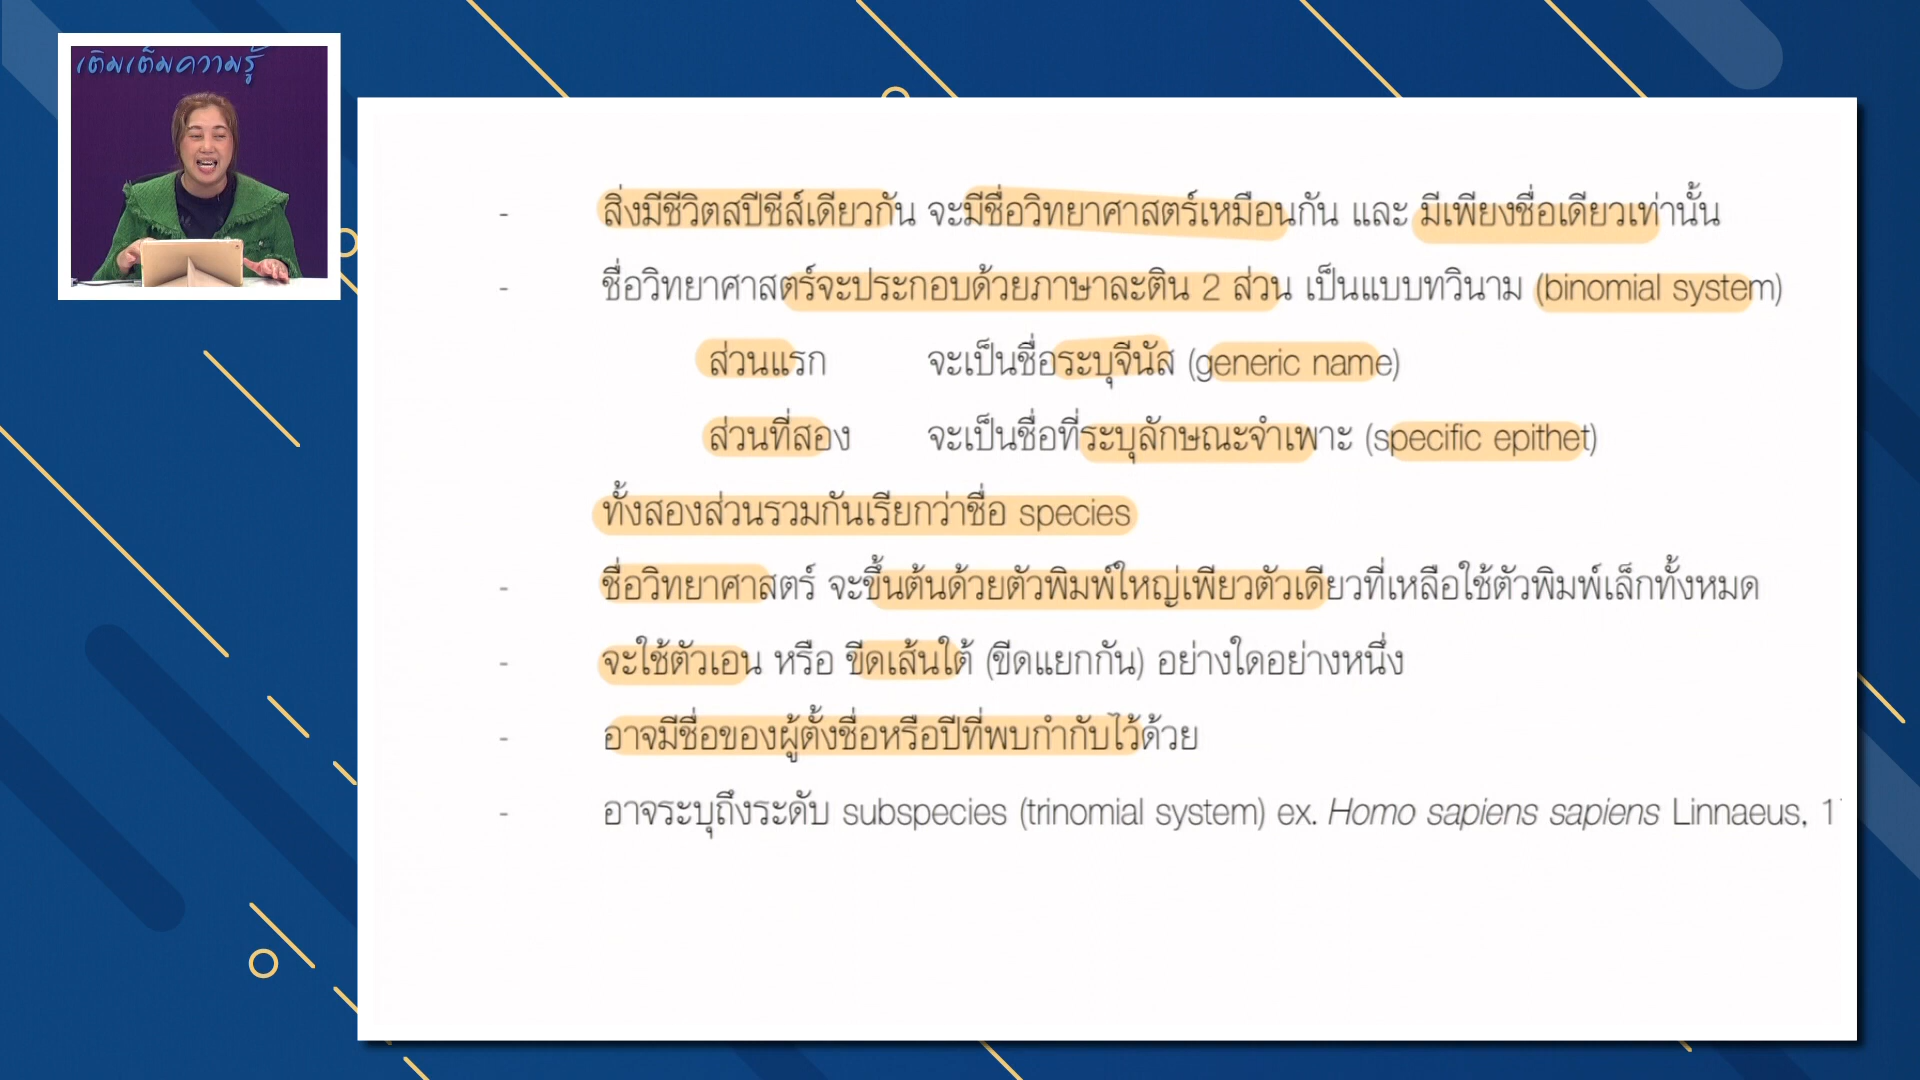 เติมเต็มความรู้
- สิ่งมีชีวิตสปีชีส์เดียวกัน จะมีชื่อวิทยาศาสตร์เหมือนกัน และ มีเพียงชื่อเดียวเท่านั้น
- ชื่อวิทยาศาสตร์จะประกอบด้วยภาษาละติน 2 ส่วน เป็นแบบทวินาม (binomial system)
ส่วนแรก จะเป็นชื่อระบุจีนัส (generic name)
ส่วนที่สอง จะเป็นชื่อที่ระบุลักษณะจำเพาะ (specific epithet)
ทั้งสองส่วนรวมกันเรียกว่าชื่อ species
- ชื่อวิทยาศาสตร์ จะขึ้นต้นด้วยตัวพิมพ์ใหญ่เพียวตัวเดียวที่เหลือใช้ตัวพิมพ์เล็กทั้งหมด
- จะใช้ตัวเอน หรือ ขีดเส้นใต้ (ขีดแยกกัน) อย่างใดอย่างหนึ่ง
- อาจมีชื่อของผู้ตั้งชื่อหรือปีที่พบกำกับไว้ด้วย
- อาจระบุถึงระดับ subspecies (trinomial system) ex. Homo sapiens sapiens Linnaeus, 1